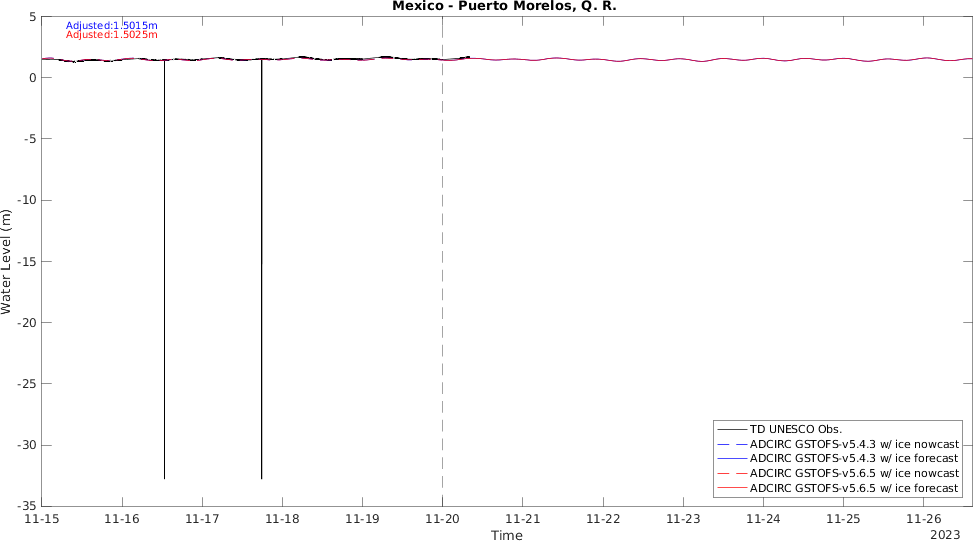 Mexico - Puerto Morelos, Q. R.
Adjusted:1.5015m
Adjusted:1.5025m
5
0
-5
-10
-15
-20
-25
-30
-35
Water Level (m)
TD UNESCO Obs.
ADCIRC GSTOFS-v5.4.3 w/ ice nowcast
ADCIRC GSTOFS-v5.4.3 w/ ice forecast
ADCIRC GSTOFS-v5.6.5 w/ ice nowcast
ADCIRC GSTOFS-v5.6.5 w/ ice forecast
11-15 11-16 11-17 11-18 11-19 11-20 11-21 11-22 11-23 11-24 11-25 11-26
2023
Time